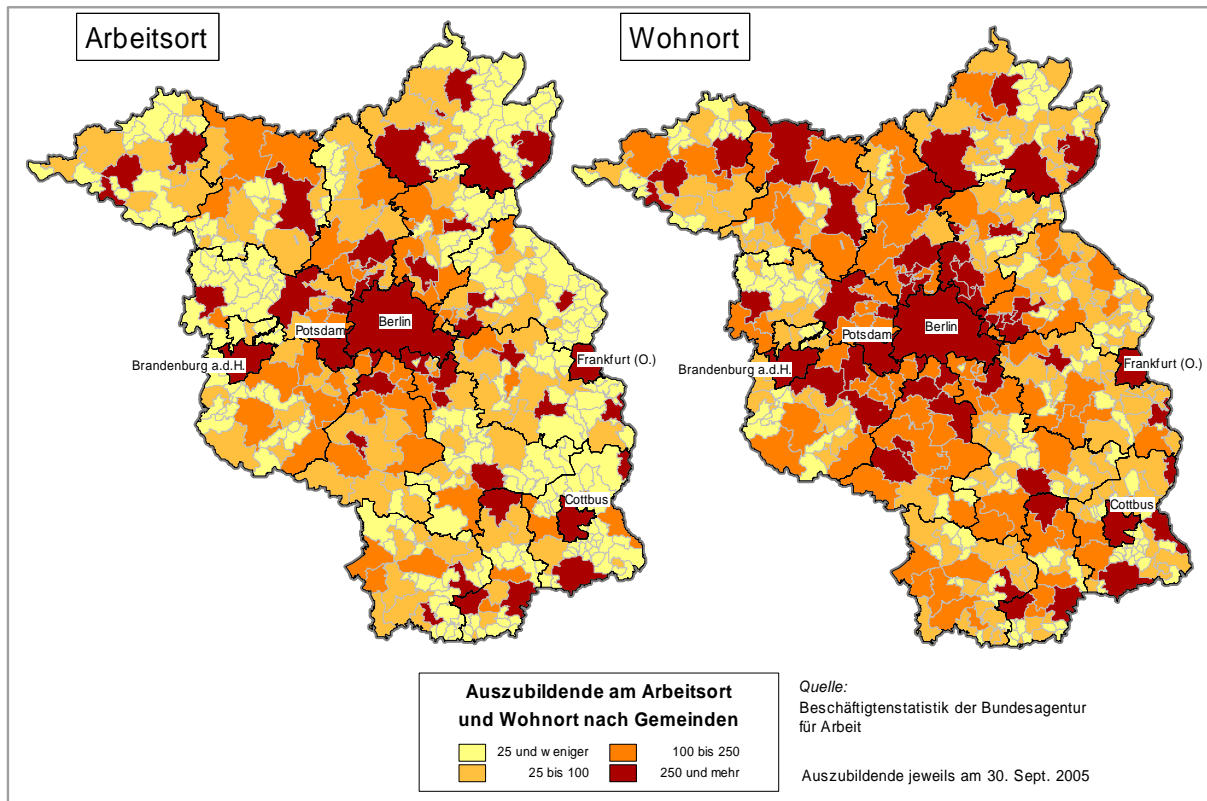 Arbeitsort
Wohnort
Berlin
Potsdam
Brandenburg a.d.H.
Frankfurt (O.)
Cottbus
Berlin
Potsdam
Brandenburg a.d.H.
Frankfurt (O.)
Cottbus
Auszubildende am Arbeitsort
und Wohnort nach Gemeinden
25 und weniger
100 bis 250
25 bis 100
250 und mehr
Quelle:
Beschäftigtenstatistik der Bundesagentur
für Arbeit
Auszubildende jeweils am 30. Sept. 2005